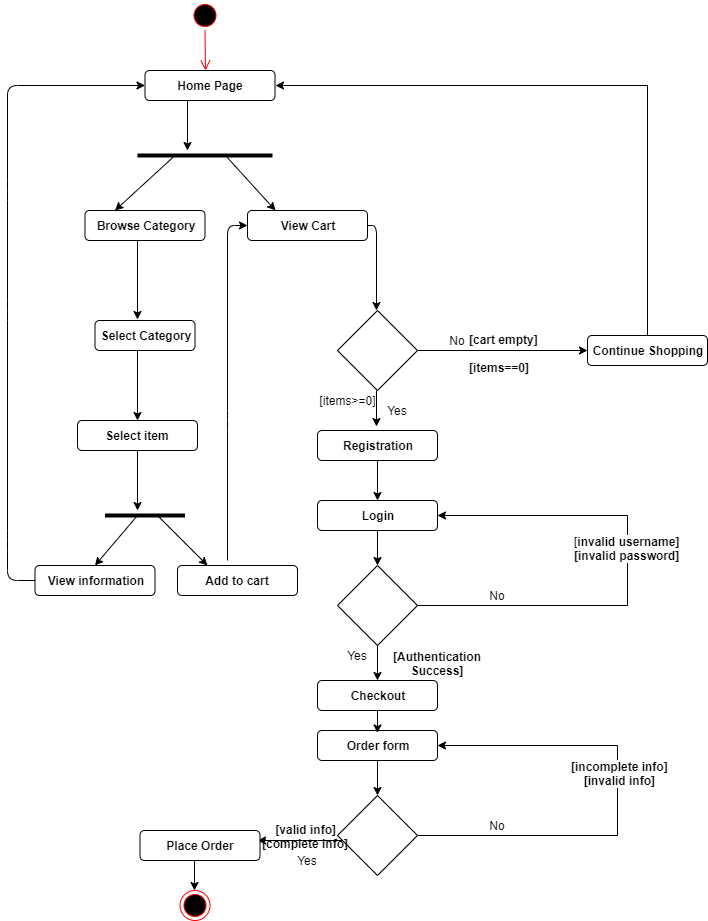 Home Page
Browse Category
View Cart
Select Category
No [cart empty]
Continue Shopping
[items==0]
[items>=0]
Yes
Select item
Registration
Login
[invalid username]
[invalid password]
View information
Add to cart
No
Yes
[Authentication
Success]
Checkout
Order form
[incomplete info]
[invalid info]
No
[valid info]
[complete info]
Yes
Place Order